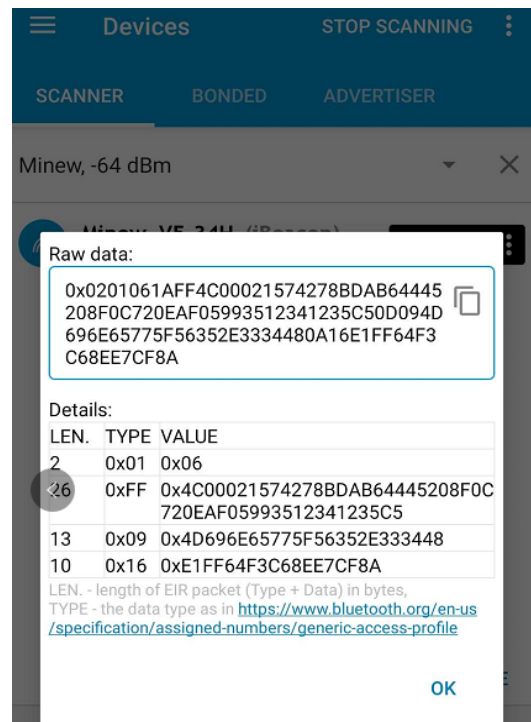 Devices
STOP SCANNING
SCANNER
BONDED
ADVERTISER
Minew, -64 dBm
Raw data:
0x0201061AFF4C00021574278BDAB64445
208F0C720EAF05993512341235C50D094D
696E65775F56352E3334480A16E1FF64F3
C68EE7CF8A
Details:
LEN. TYPE VALUE
2 0x01 0x06
26 0xFF 0x4C00021574278BDAB64445208F0C
720EAF05993512341235C5
13 0x09 0x4D696E65775F56352E333448
10 0x16 0xE1FF64F3C68EE7CF8A
LEN. - length of EIR packet (Type + Data) in bytes,
TYPE - the data type as in https://www.bluetooth.org/en-us
/specification/assigned-numbers/generic-access-profile
OK